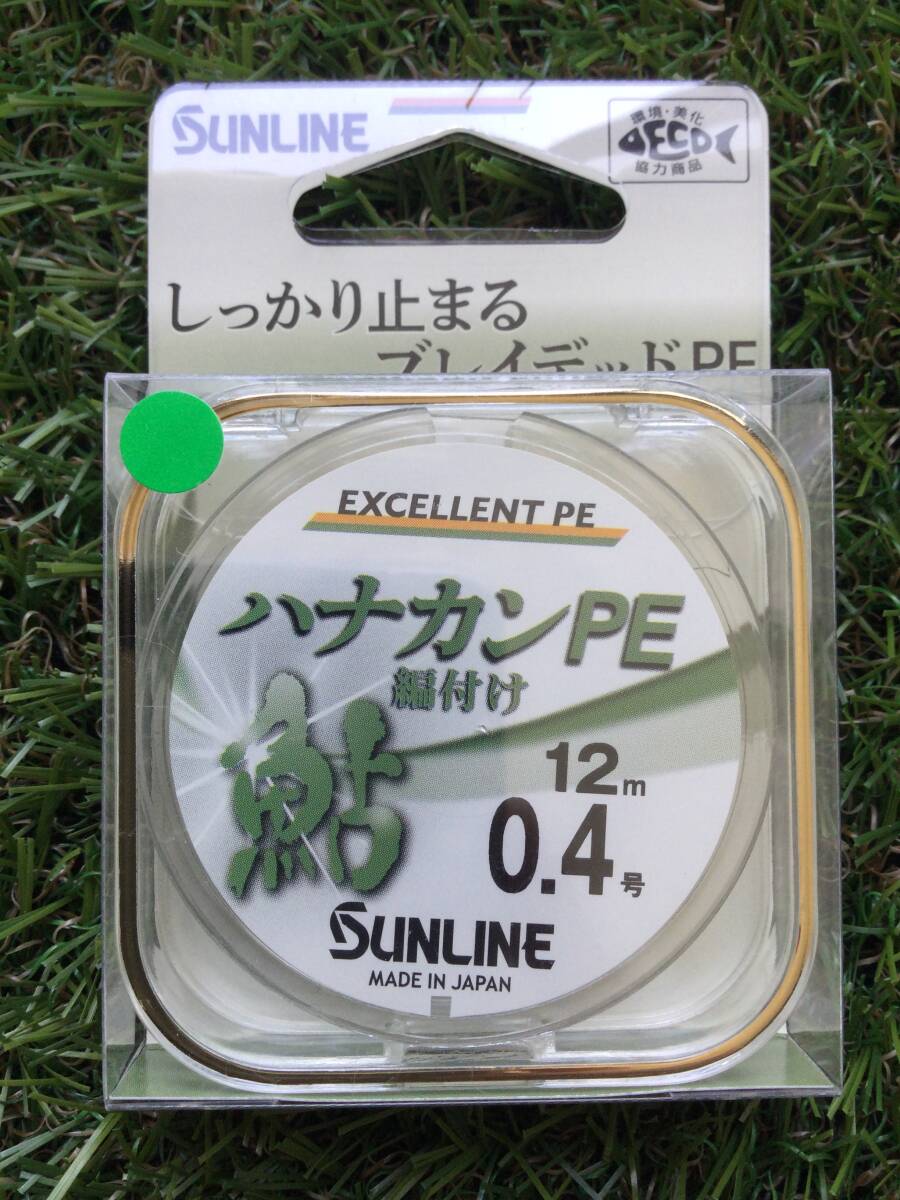 SUNLINE
環境・美化
DECO
協力商品
しっかり止まる
ブレイデッドPE
EXCELLENT PE
ハナカンPE
編付け
鮎
12m
0.4号
SUNLINE
MADE IN JAPAN